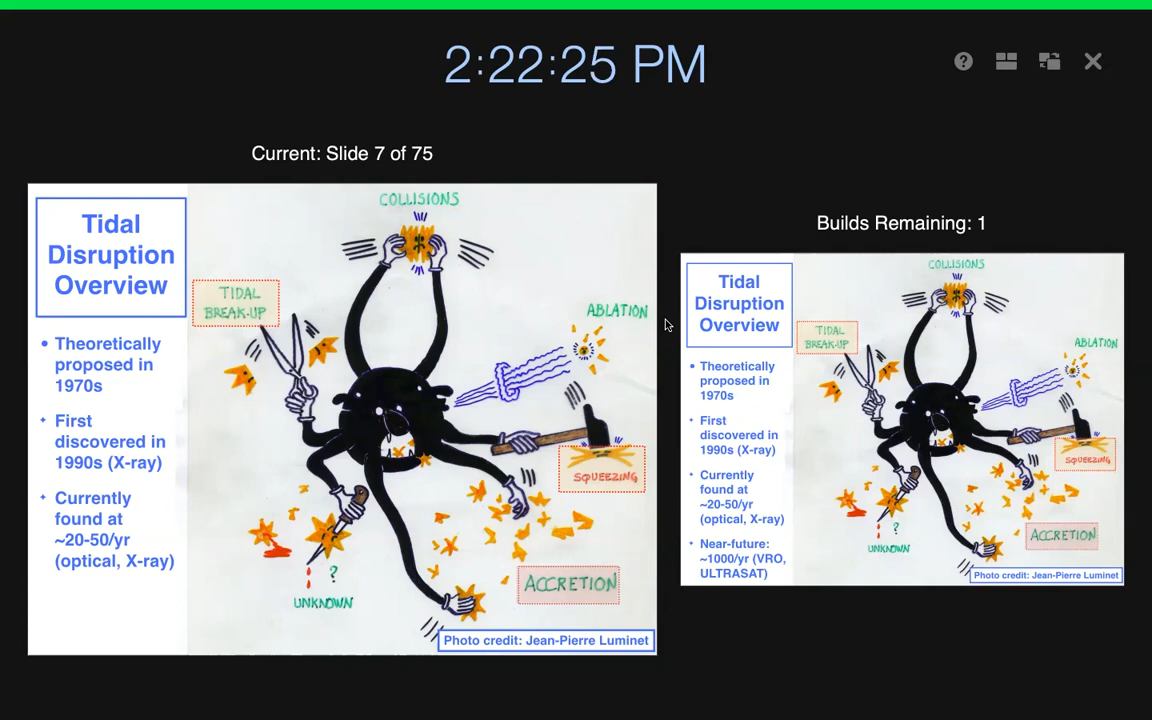 2:22:25 PM
Current: Slide 7 of 75
Tidal
Disruption
Overview
• Theoretically
proposed in
1970s
• First
discovered in
1990s (X-ray)
• Currently
found at
~20-50/yr
(optical, X-ray)
COLLISIONS
TIDAL
BREAK-UP
ABLATION
SQUEEZING
ACCRETION
?
UNKNOWN
Photo credit: Jean-Pierre Luminet
Builds Remaining: 1
Tidal
Disruption
Overview
• Theoretically
proposed in
1970s
• First
discovered in
1990s (X-ray)
• Currently
found at
~20-50/yr
(optical, X-ray)
• Near-future:
~1000/yr (VRO,
ULTRASAT)
COLLISIONS
TIDAL
BREAK-UP
ABLATION
SQUEEZING
ACCRETION
?
UNKNOWN
Photo credit: Jean-Pierre Luminet